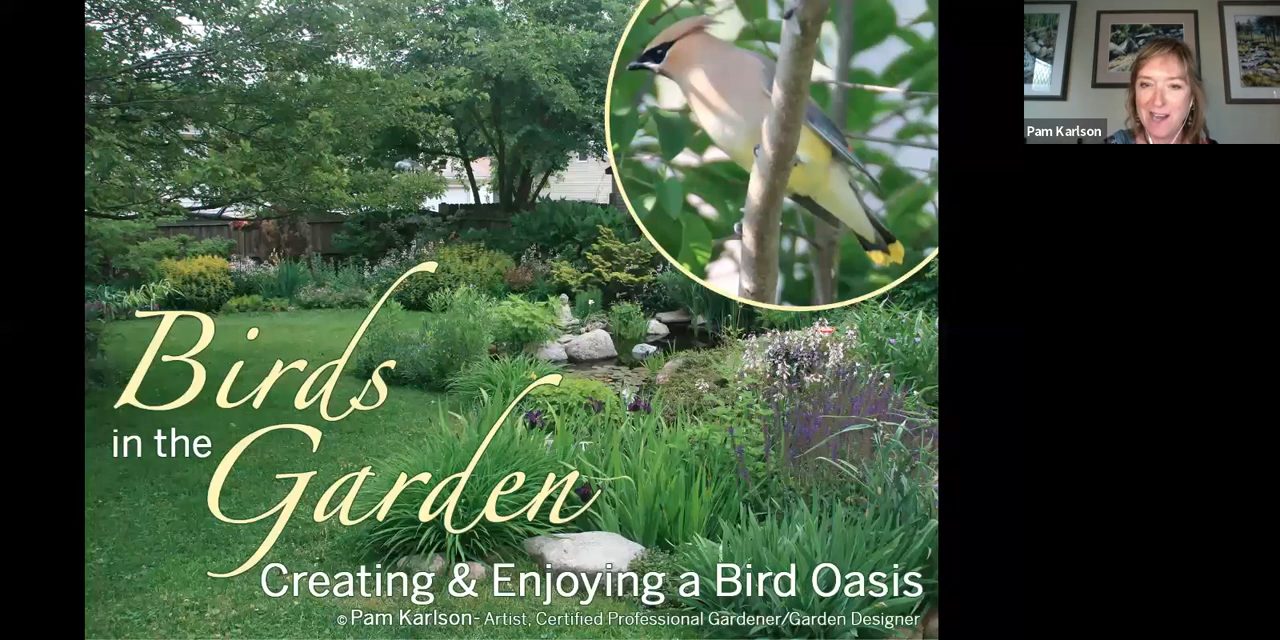 Birds
in the
Garden
Creating & Enjoying a Bird Oasis
© Pam Karlson - Artist, Certified Professional Gardener/Garden Designer
Pam Karlson